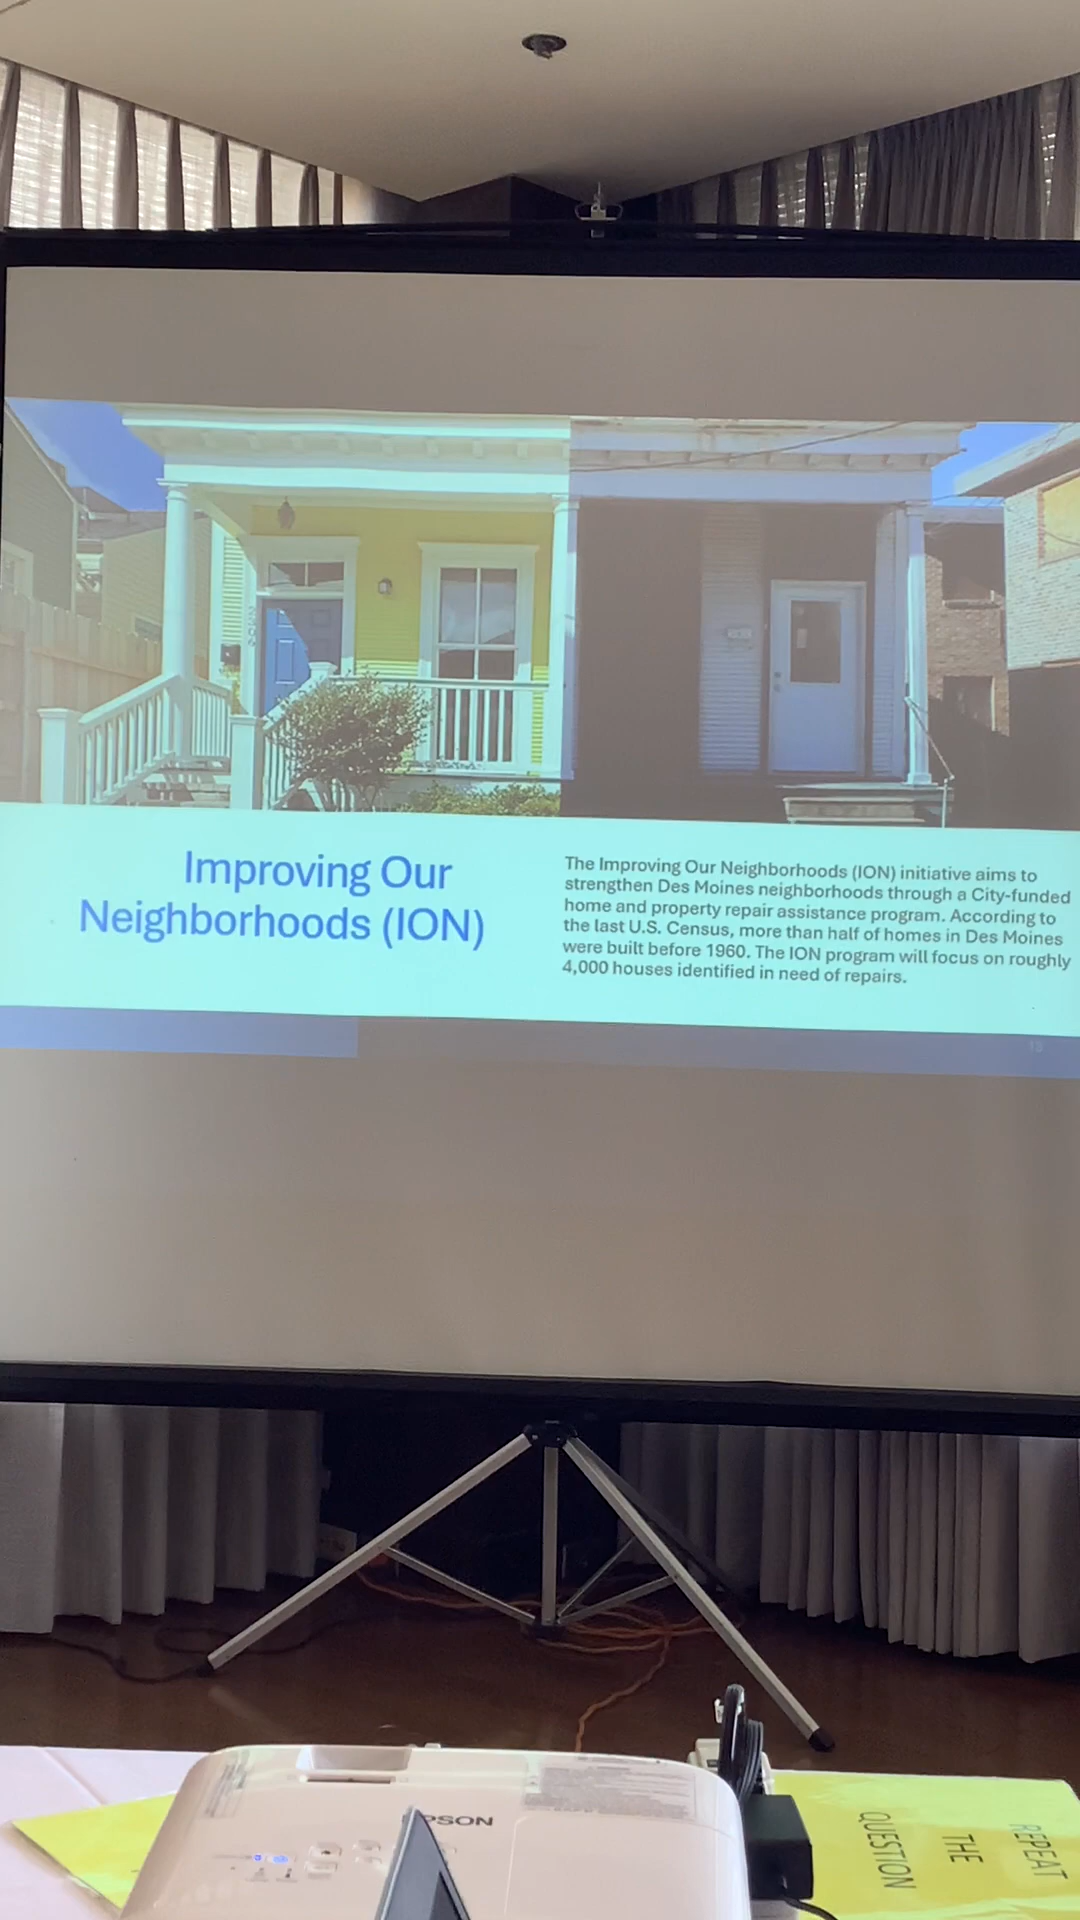 Improving Our
Neighborhoods (ION)
The Improving Our Neighborhoods (ION) initiative aims to
strengthen Des Moines neighborhoods through a City-funded
home and property repair assistance program. According to
the last U.S. Census, more than half of homes in Des Moines
were built before 1960. The ION program will focus on roughly
4,000 houses identified in need of repairs.
13
PSON
REPEAT
THE
QUESTION